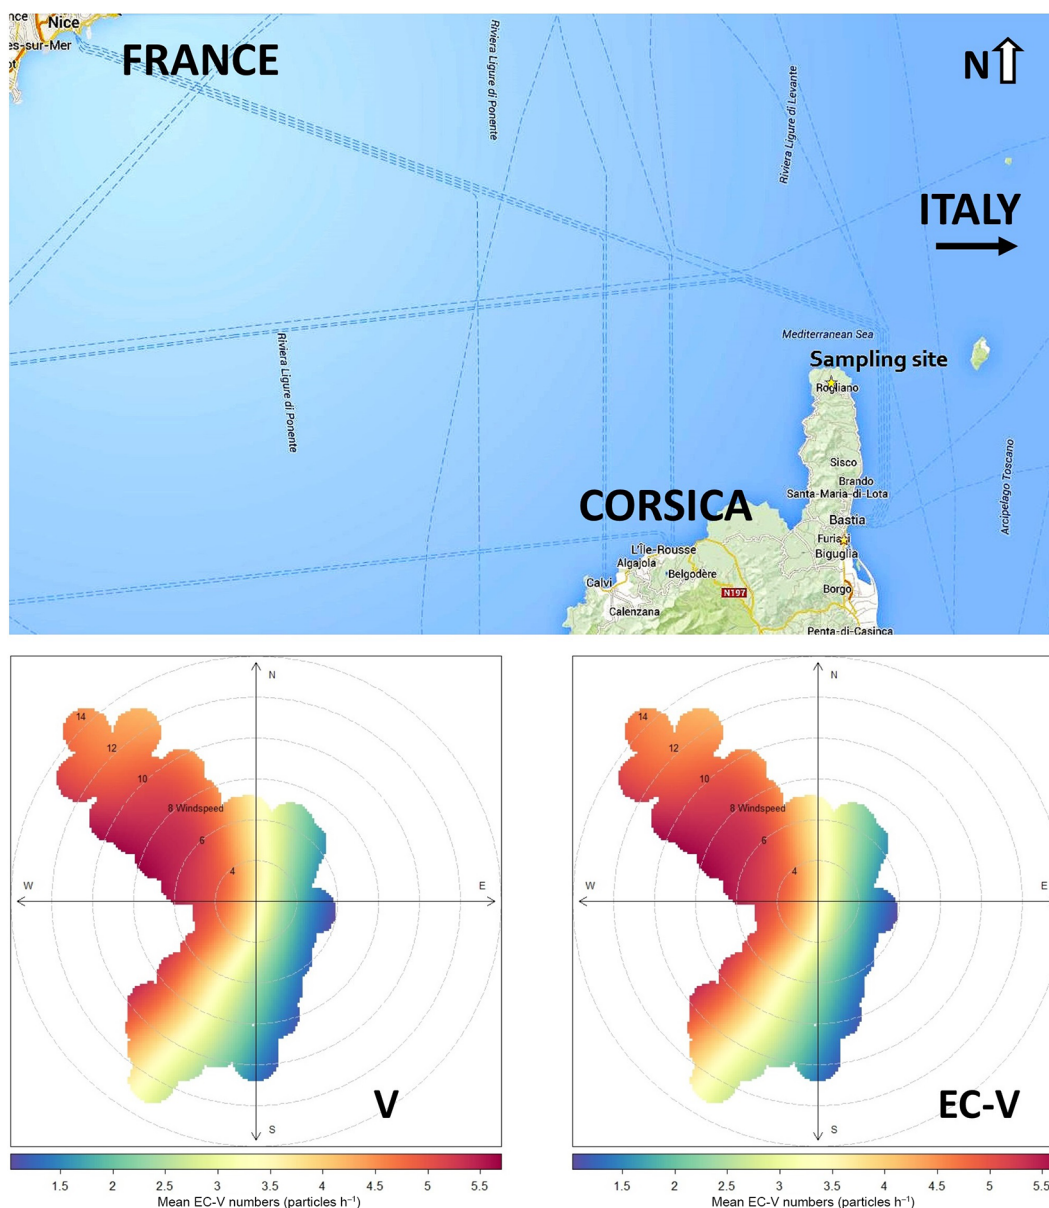 nce
Nice
es-sur-Mer
ot
FRANCE
N
Riviera Ligure di Ponente
Riviera Ligure di Levante
ITALY
Riviera Ligure di Ponente
Mediterranean Sea
Sampling site
Rogliano
Sisco
Brando
Santa-Maria-di-Lota
Arcipelago Toscano
CORSICA
Bastia
Furiani
Biguglia
L'Île-Rousse
Algajola
Belgodère
Calvi
N197
Borgo
Calenzana
Penta-di-Casinca
N
14
12
10
8 Windspeed
6
4
W
E
S
V
1.5 2 2.5 3 3.5 4 4.5 5 5.5
Mean EC-V numbers (particles h⁻¹)
N
14
12
10
8 Windspeed
6
4
W
E
S
EC-V
1.5 2 2.5 3 3.5 4 4.5 5 5.5
Mean EC-V numbers (particles h⁻¹)